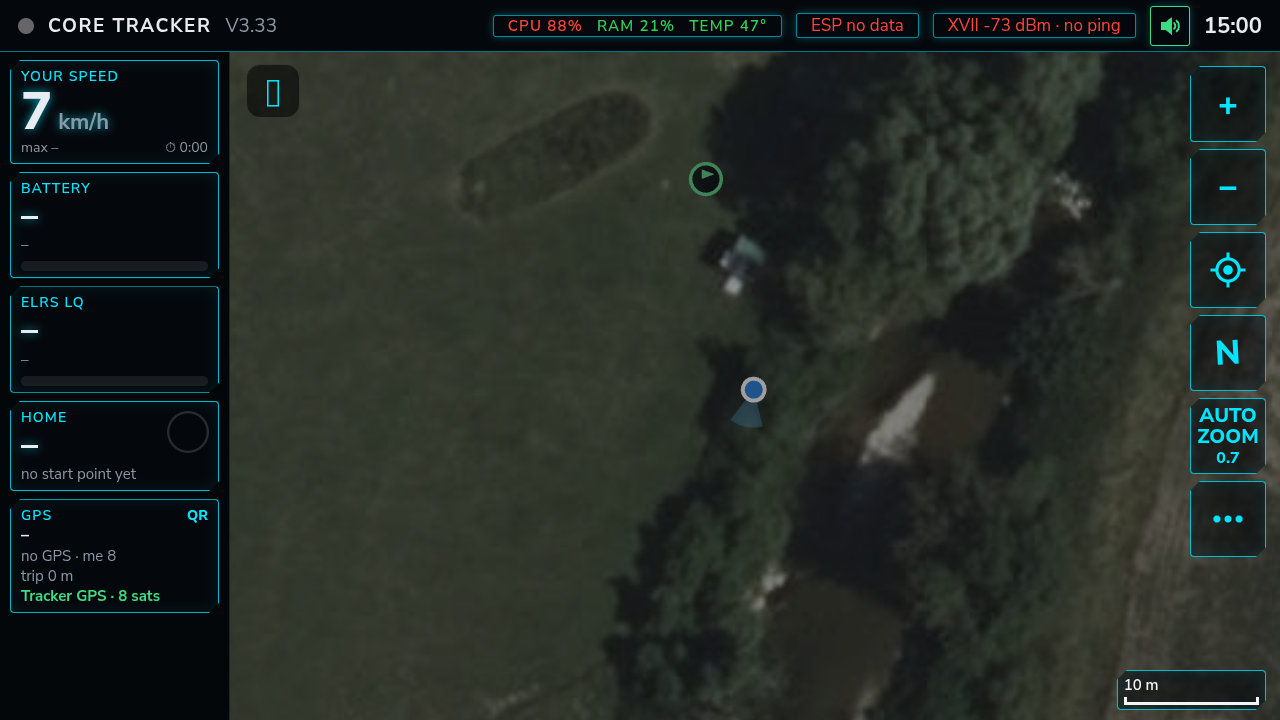 CORE TRACKER V3.33
CPU 88% RAM 21% TEMP 47°
ESP no data
XVII -73 dBm · no ping
15:00
YOUR SPEED
7 km/h
max –
⏱ 0:00
BATTERY
–
–
ELRS LQ
–
–
HOME
–
no start point yet
GPS
QR
–
no GPS · me 8
trip 0 m
Tracker GPS · 8 sats
+
–
N
AUTO
ZOOM
0.7
•••
10 m